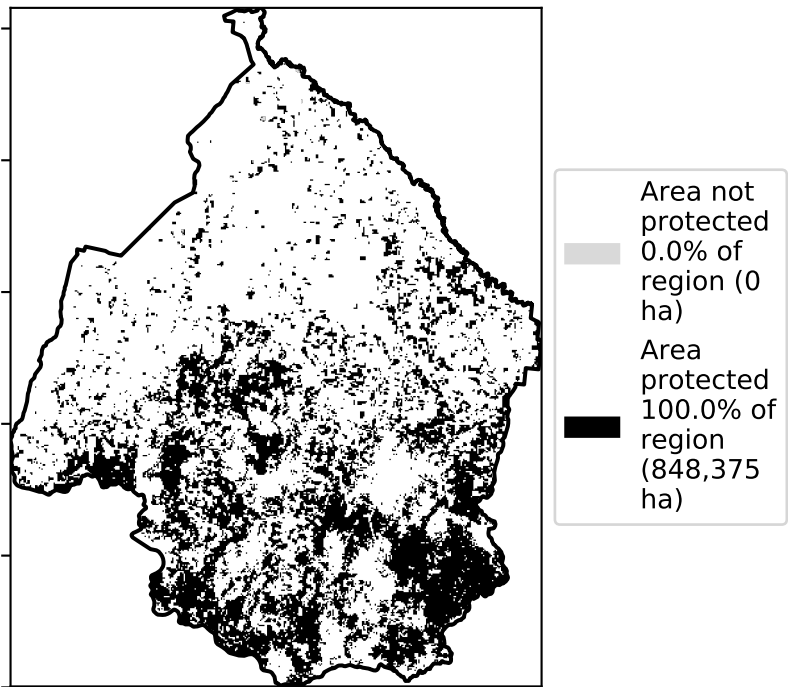 Area not
protected
0.0% of
region (0
ha)
Area
protected
100.0% of
region
(848,375
ha)